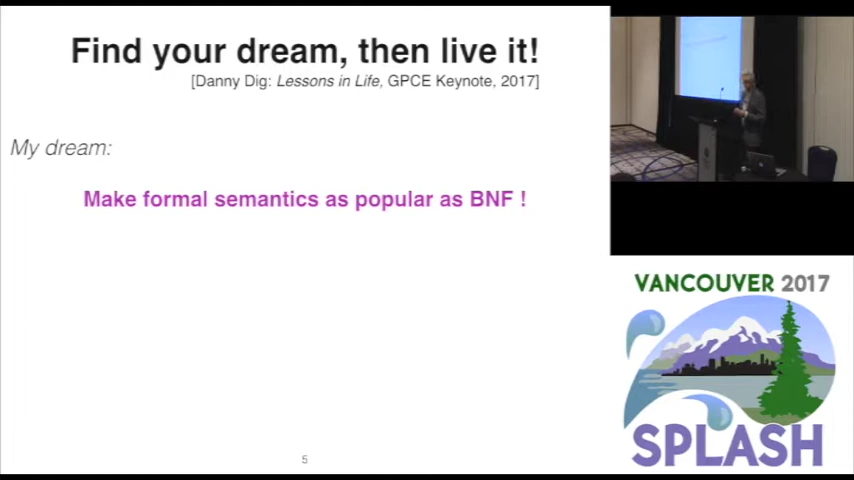 Find your dream, then live it!
[Danny Dig: Lessons in Life, GPCE Keynote, 2017]
My dream:
Make formal semantics as popular as BNF !
5
VANCOUVER 2017
SPLASH